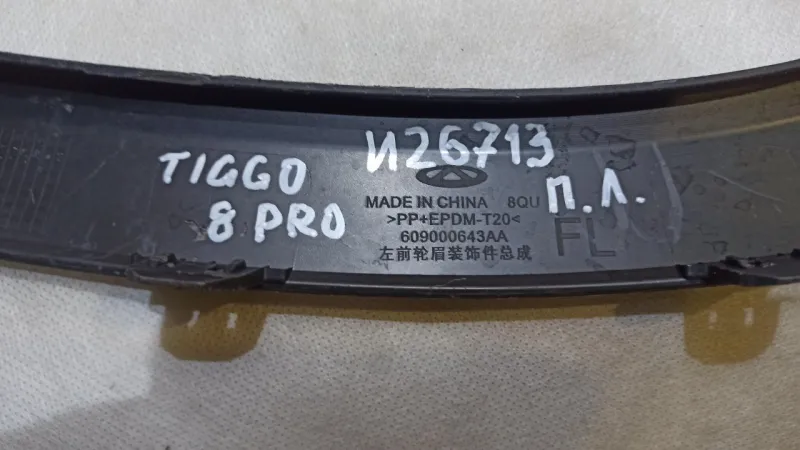 TIGGO
8 PRO
И26713
П.Л.
MADE IN CHINA 8QU
>PP+EPDM-T20<
609000643AA
左前轮眉装饰件总成
FL